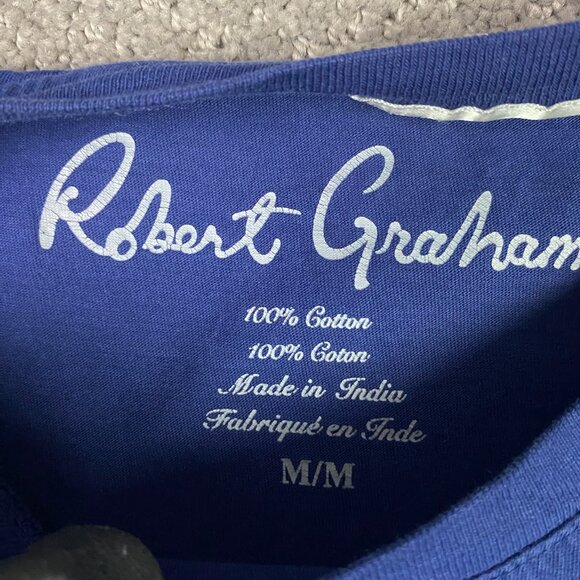 Robert Graham
100% Cotton
100% Coton
Made in India
Fabriqué en Inde
M/M